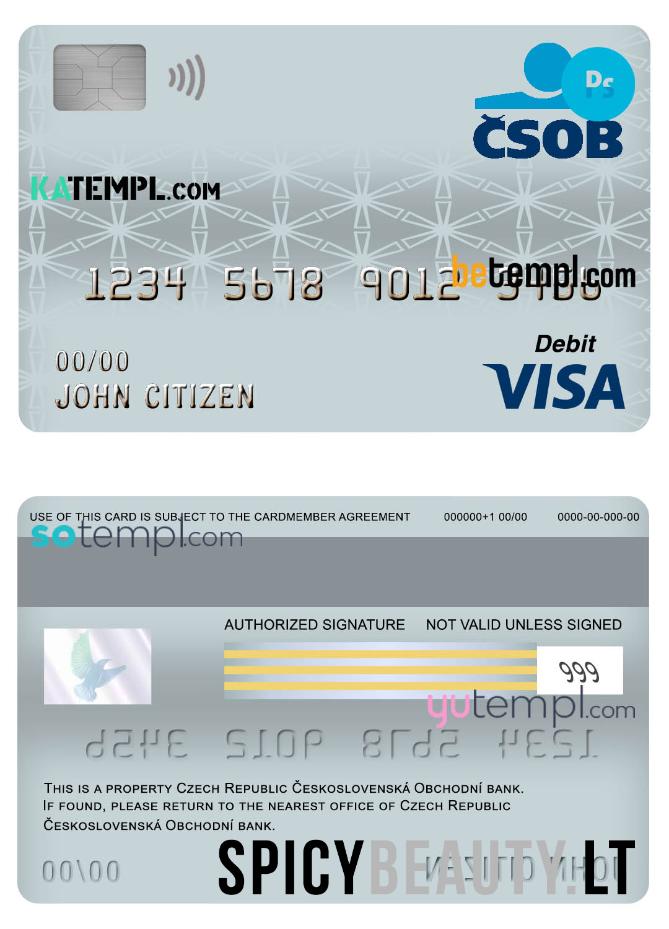 Ps
ČSOB
KATEMPL.COM
betempl.com
1234 5678 9012 3456
00/00
Debit
JOHN CITIZEN
VISA
USE OF THIS CARD IS SUBJECT TO THE CARDMEMBER AGREEMENT 000000+1 00/00 0000-00-000-00
sotempl.com
AUTHORIZED SIGNATURE NOT VALID UNLESS SIGNED
999
yutempl.com
THIS IS A PROPERTY CZECH REPUBLIC ČESKOSLOVENSKÁ OBCHODNÍ BANK.
IF FOUND, PLEASE RETURN TO THE NEAREST OFFICE OF CZECH REPUBLIC
ČESKOSLOVENSKÁ OBCHODNÍ BANK.
00/00
SPICYBEAUTY.LT